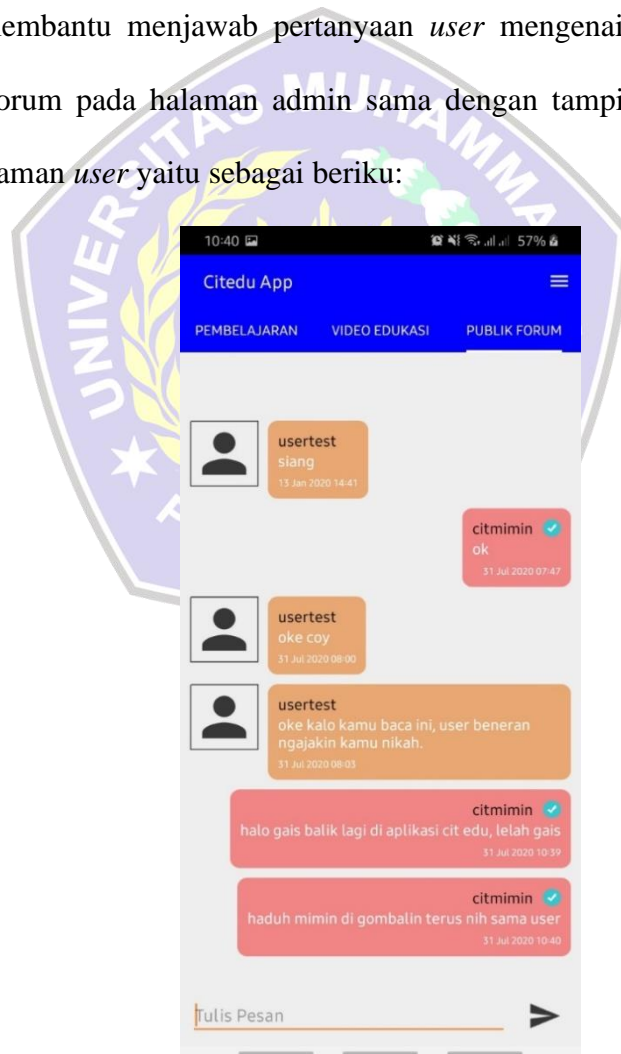 membantu menjawab pertanyaan user mengenai
forum pada halaman admin sama dengan tampi
aman user yaitu sebagai beriku:
UNIVERSITAS MUHAMMA
10:40 57%
Citedu App
PEMBELAJARAN VIDEO EDUKASI PUBLIK FORUM
usertest
siang
13 Jan 2020 14:41
citmimin
ok
31 Jul 2020 07:47
usertest
oke coy
31 Jul 2020 08:00
usertest
oke kalo kamu baca ini, user beneran
ngajakin kamu nikah.
31 Jul 2020 08:03
citmimin
halo gais balik lagi di aplikasi cit edu, lelah gais
31 Jul 2020 10:39
citmimin
haduh mimin di gombalin terus nih sama user
31 Jul 2020 10:40
Tulis Pesan